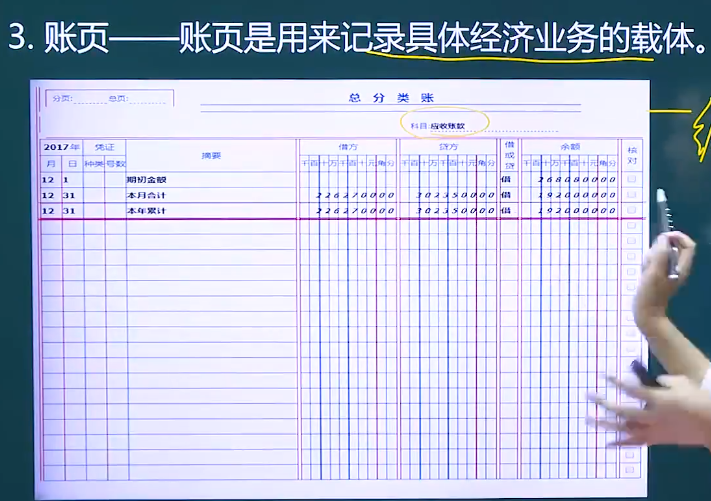 3. 账页——账页是用来记录具体经济业务的载体。
分页: 总页:
总分类账
科目:应收账款
2017年 凭证 摘要 借方 贷方 借或贷 余额 核对
月 日 种类 号数 千百十万千百十元角分 千百十万千百十元角分 千百十万千百十元角分
12 1 期初金额 借 268080000
12 31 本月合计 226270000 302350000 借 192000000
12 31 本年累计 226270000 302350000 借 192000000